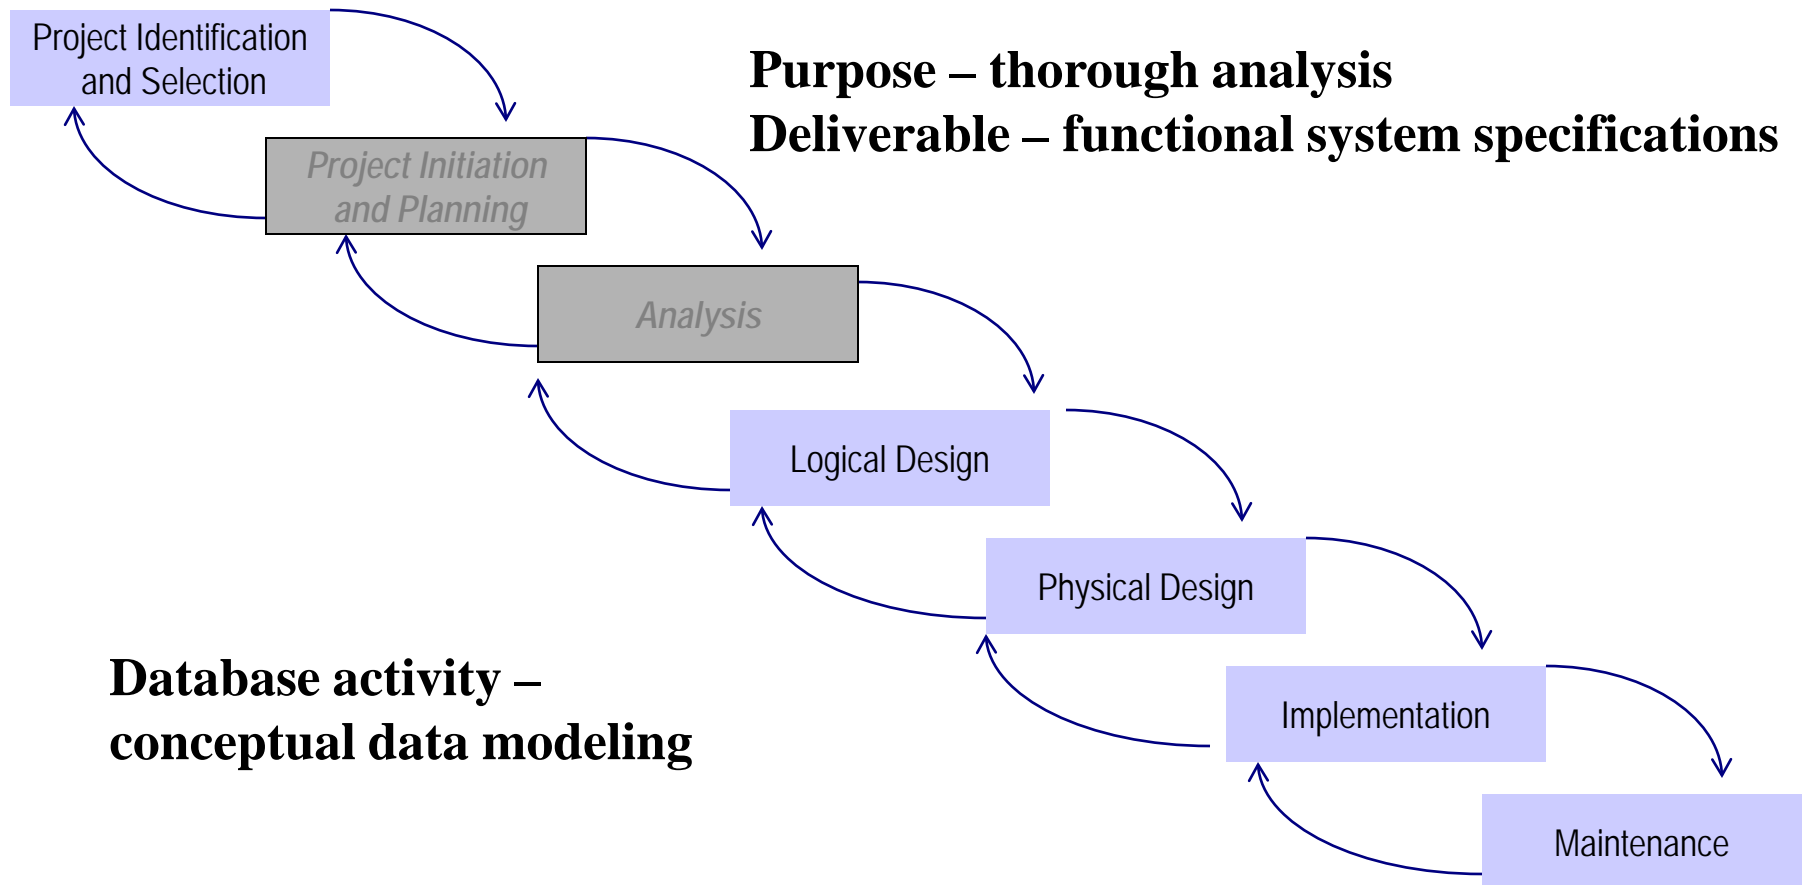 Project Identification
and Selection
Purpose – thorough analysis
Deliverable – functional system specifications
Project Initiation
and Planning
Analysis
Logical Design
Physical Design
Database activity –
conceptual data modeling
Implementation
Maintenance